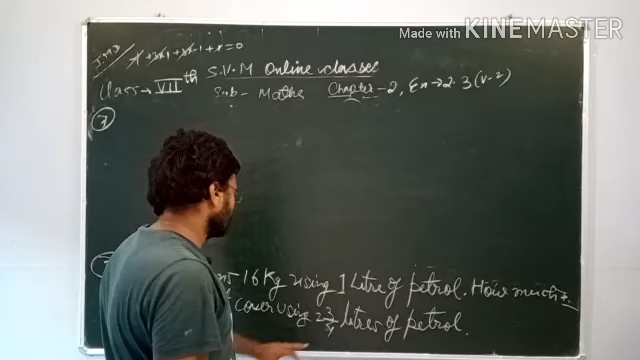 Made with KINEMASTER
S.V.M Online classes
Class → VII th Sub - Maths Chapter - 2, Ex → 2.3 (V-2)
7
16 Kg using 1 Litre of petrol. How much
Cover using 2 3/4 Litres of petrol.